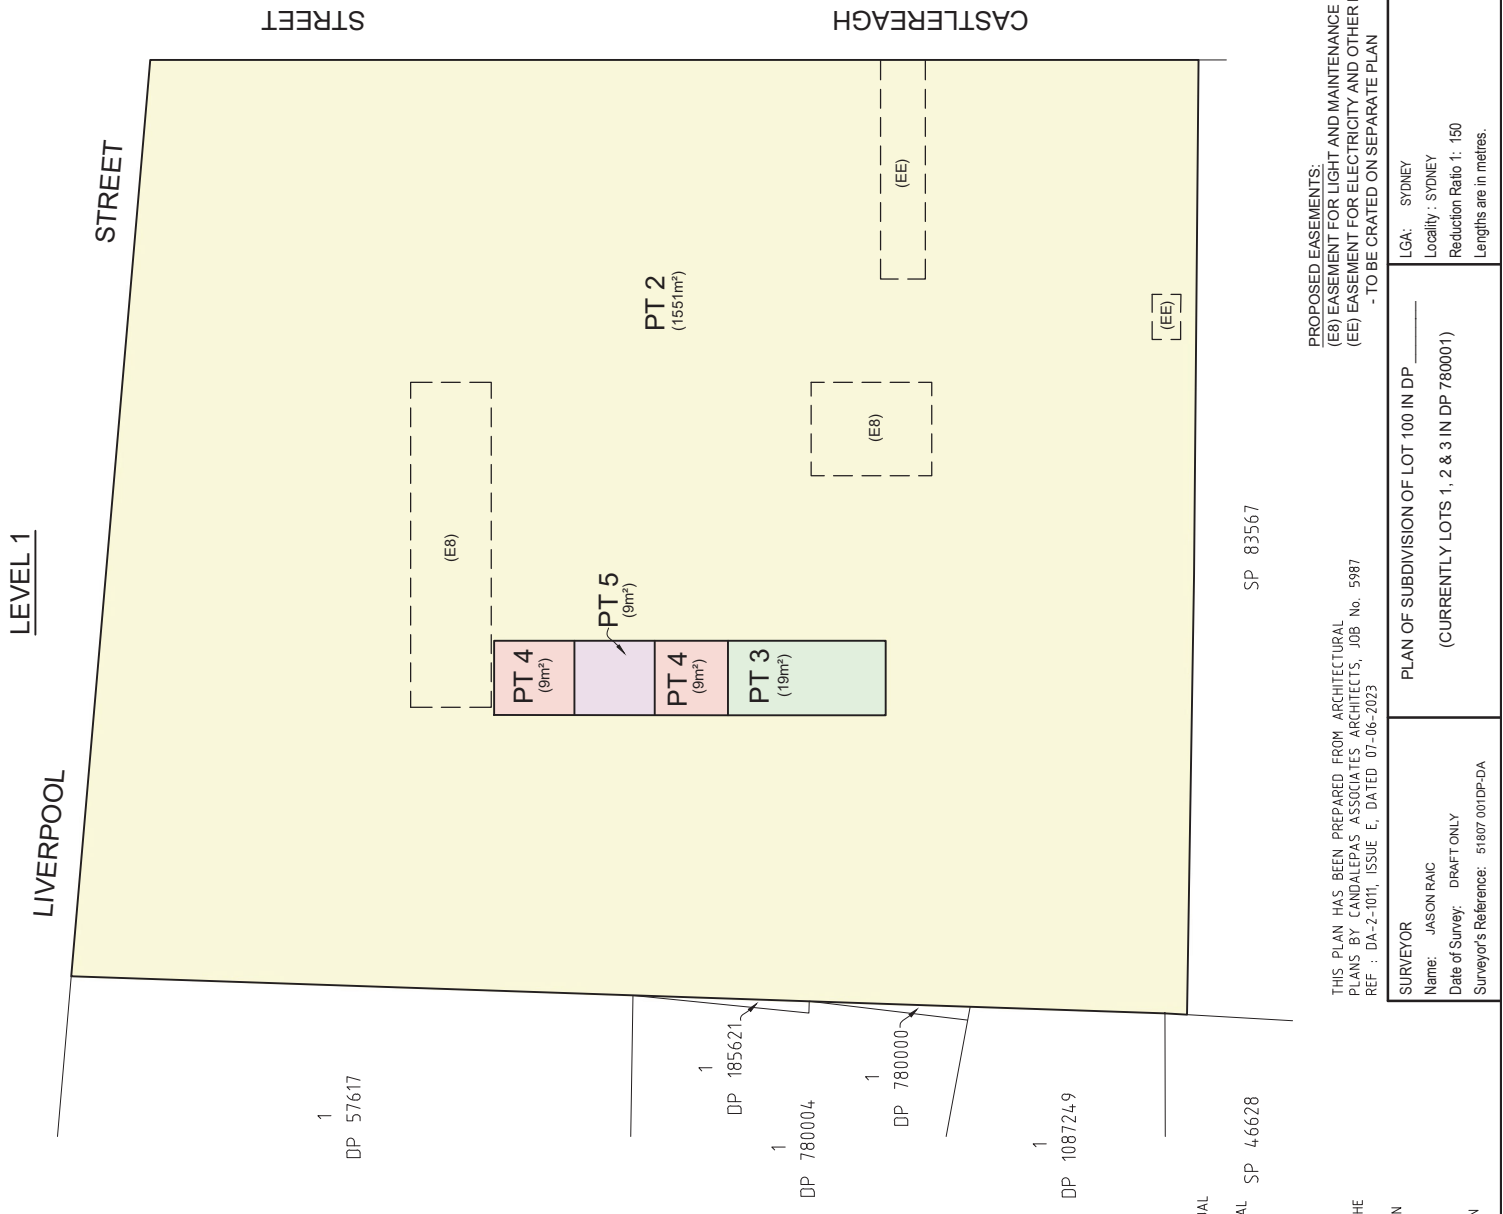 LEVEL 1
LIVERPOOL
STREET
CASTLEREAGH
STREET
1
DP 57617
1
DP 185621
1
DP 780004
1
DP 780000
1
DP 1087249
SP 46628
SP 83567
(E8)
PT 4
(9m²)
PT 5
(9m²)
PT 4
(9m²)
PT 3
(19m²)
PT 2
(1551m²)
(E8)
(EE)
(EE)
PROPOSED EASEMENTS:
(E8) EASEMENT FOR LIGHT AND MAINTENANCE
(EE) EASEMENT FOR ELECTRICITY AND OTHER
- TO BE CRATED ON SEPARATE PLAN
THIS PLAN HAS BEEN PREPARED FROM ARCHITECTURAL
PLANS BY CANDALEPAS ASSOCIATES ARCHITECTS, JOB No. 5987
REF : DA-2-1011, ISSUE E, DATED 07-06-2023
SURVEYOR
Name: JASON RAIC
Date of Survey: DRAFT ONLY
Surveyor's Reference: 51807 001DP-DA
PLAN OF SUBDIVISION OF LOT 100 IN DP ______
(CURRENTLY LOTS 1, 2 & 3 IN DP 780001)
LGA: SYDNEY
Locality : SYDNEY
Reduction Ratio 1: 150
Lengths are in metres.